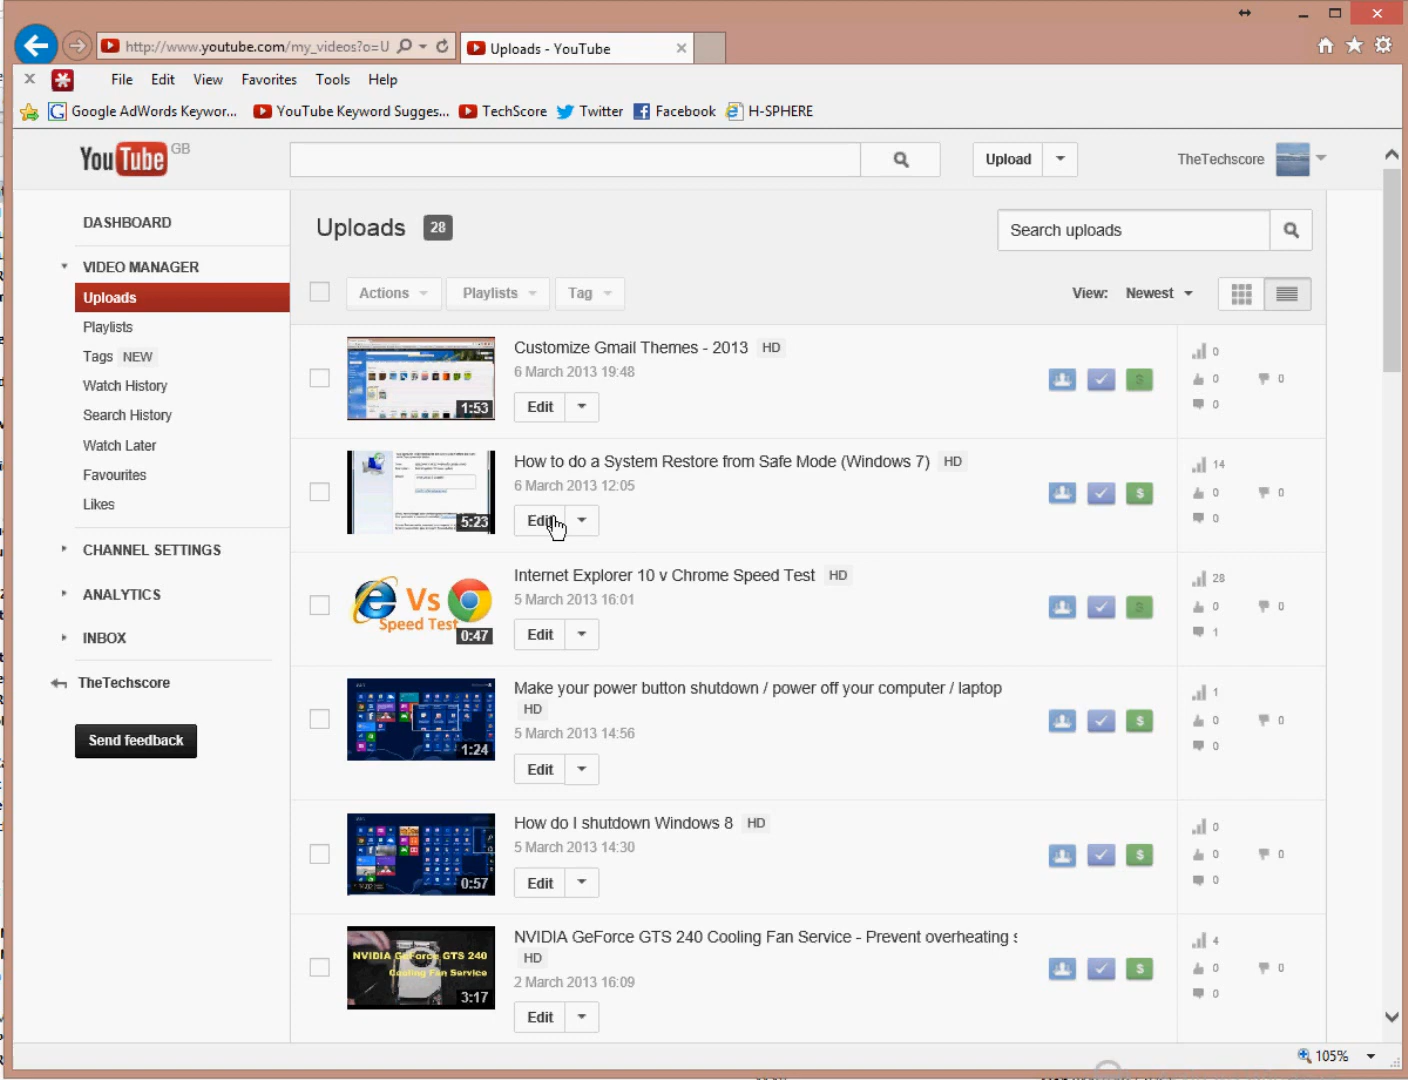 http://www.youtube.com/my_videos?o=U
Uploads - YouTube
File Edit View Favorites Tools Help
Google AdWords Keywor... YouTube Keyword Sugges... TechScore Twitter Facebook H-SPHERE
YouTube GB
Upload
TheTechscore
DASHBOARD
VIDEO MANAGER
Uploads
Playlists
Tags NEW
Watch History
Search History
Watch Later
Favourites
Likes
CHANNEL SETTINGS
ANALYTICS
INBOX
TheTechscore
Send feedback
Uploads 28
Search uploads
Actions Playlists Tag
View: Newest
1:53
Customize Gmail Themes - 2013 HD
6 March 2013 19:48
Edit
0
0 0
0
5:23
How to do a System Restore from Safe Mode (Windows 7) HD
6 March 2013 12:05
Edit
14
0 0
0
Vs
Speed Test
0:47
Internet Explorer 10 v Chrome Speed Test HD
5 March 2013 16:01
Edit
28
0 0
1
1:24
Make your power button shutdown / power off your computer / laptop
HD
5 March 2013 14:56
Edit
1
0 0
0
0:57
How do I shutdown Windows 8 HD
5 March 2013 14:30
Edit
0
0 0
0
NVIDIA GeForce GTS 240
Cooling Fan Service
3:17
NVIDIA GeForce GTS 240 Cooling Fan Service - Prevent overheating
HD
2 March 2013 16:09
Edit
4
0 0
0
105%